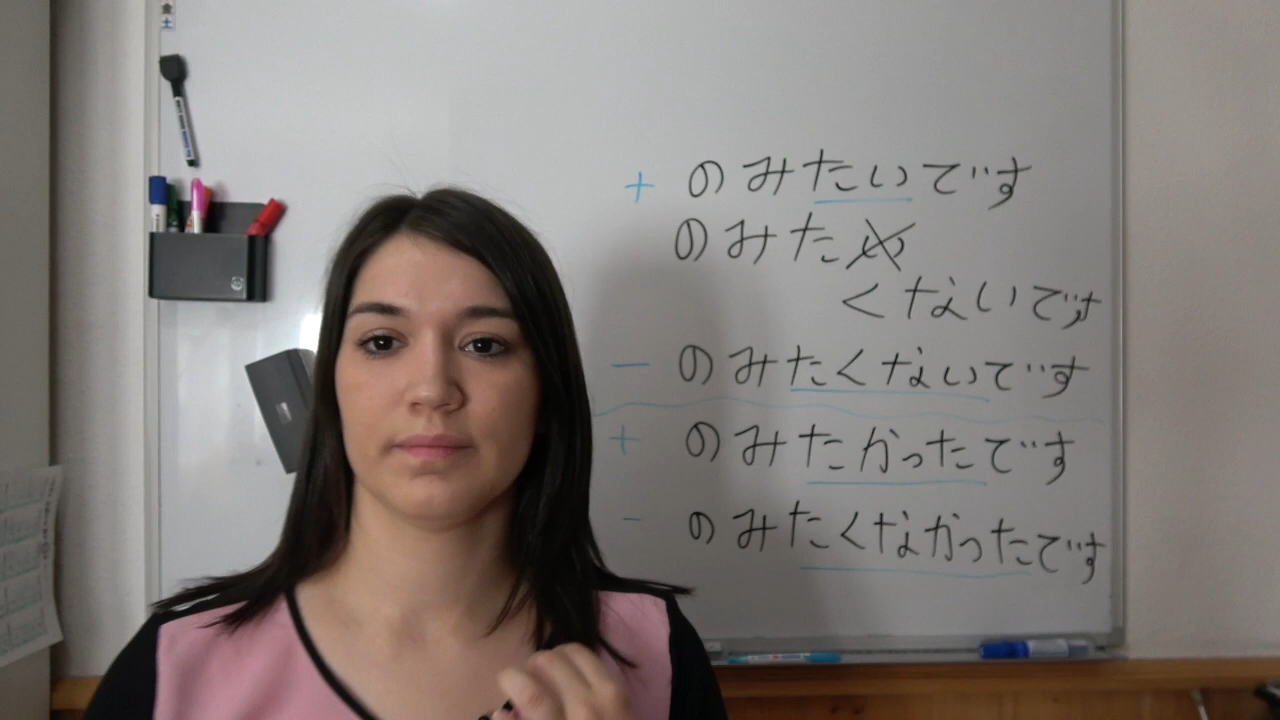 + のみたいです
のみたい
くないです
- のみたくないです
+ のみたかったです
- のみたくなかったです